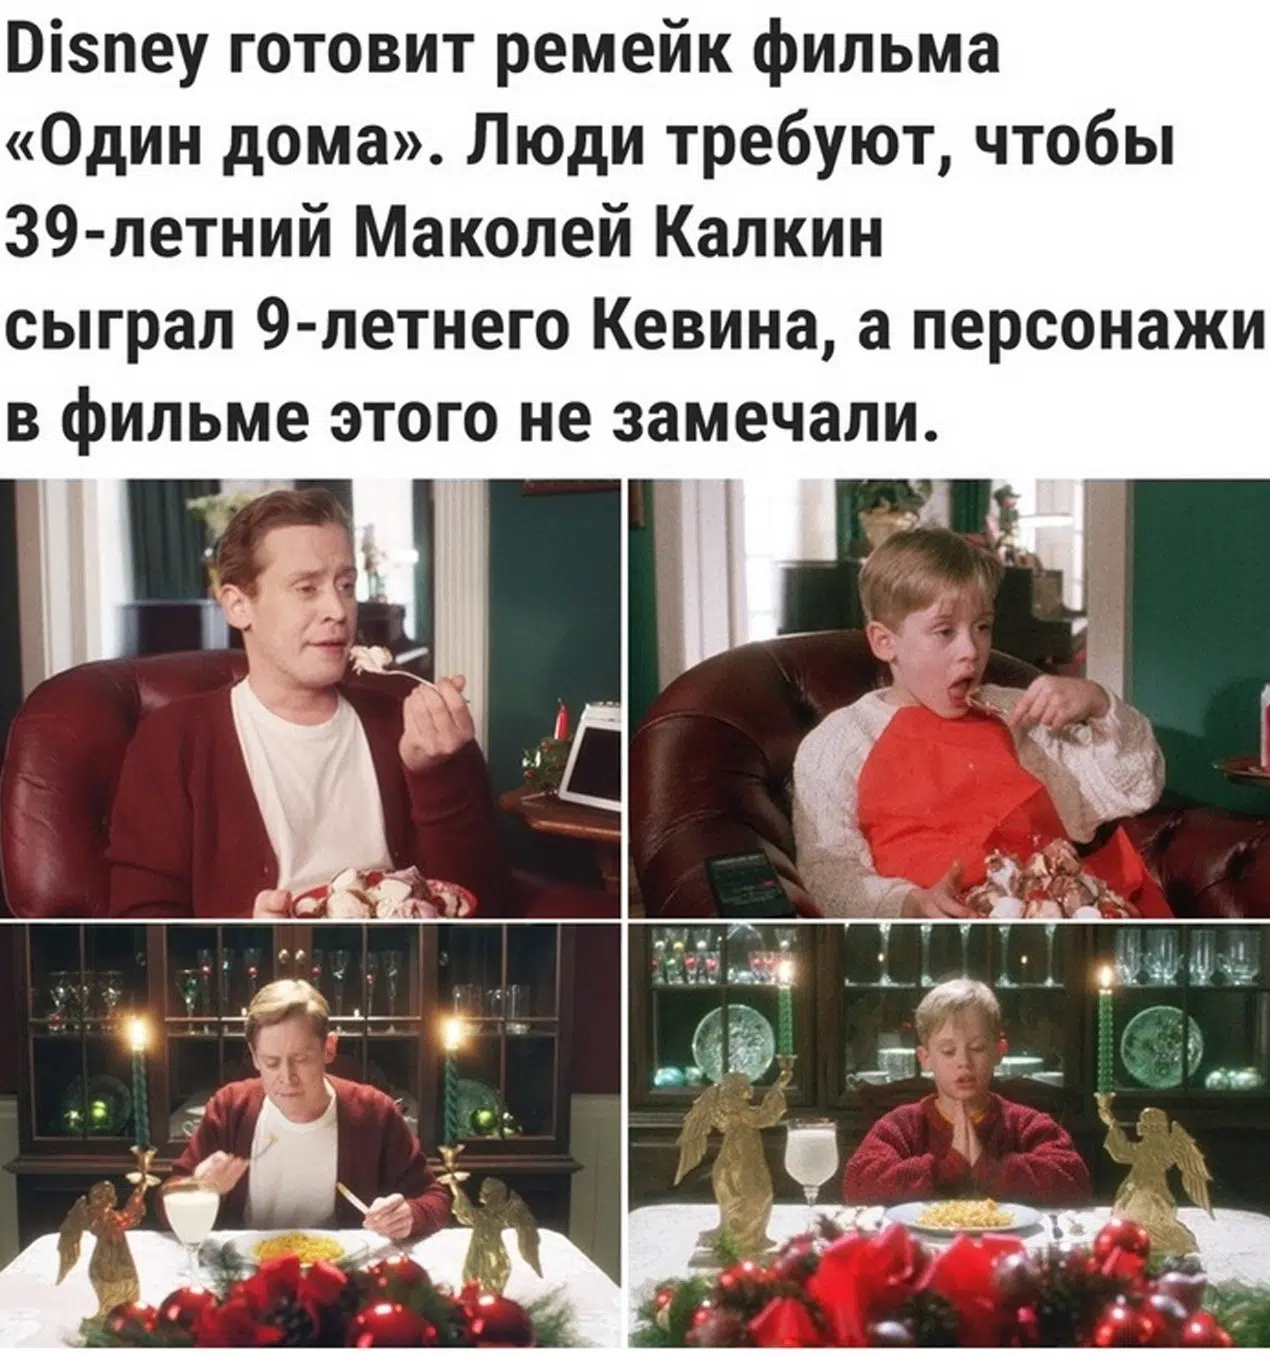 Disney готовит ремейк фильма
«Один дома». Люди требуют, чтобы
39-летний Маколей Калкин
сыграл 9-летнего Кевина, а персонажи
в фильме этого не замечали.